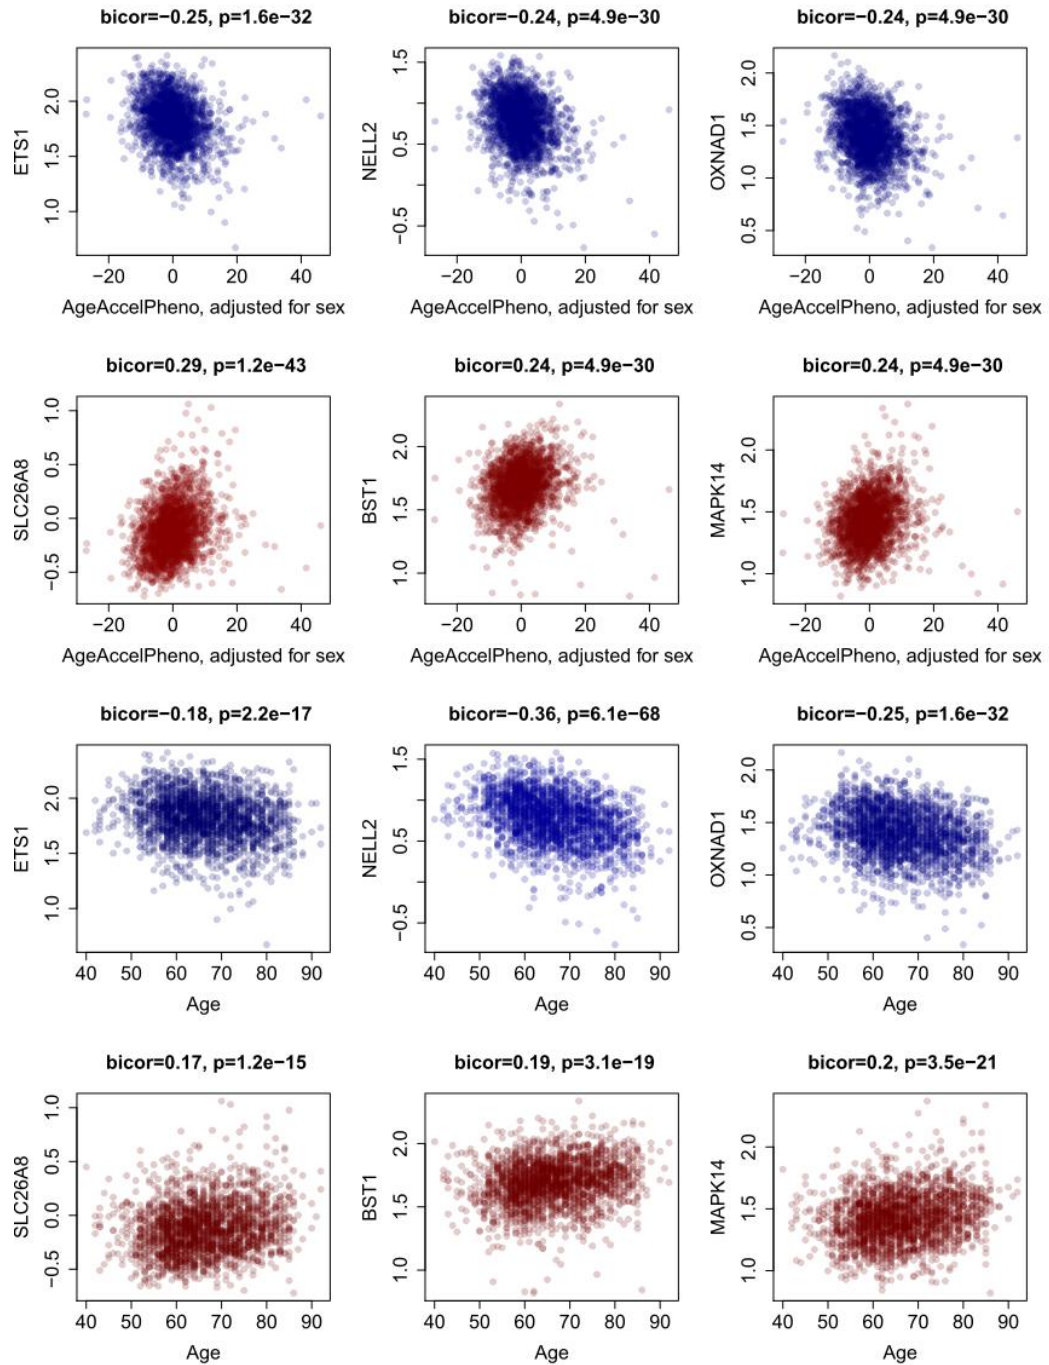 bicor=−0.25, p=1.6e−32
bicor=−0.24, p=4.9e−30
bicor=−0.24, p=4.9e−30
ETS1
1.0 1.5 2.0
NELL2
−0.5 0.5 1.5
OXNAD1
0.5 1.0 1.5 2.0
−20 0 20 40
−20 0 20 40
−20 0 20 40
AgeAccelPheno, adjusted for sex
AgeAccelPheno, adjusted for sex
AgeAccelPheno, adjusted for sex
bicor=0.29, p=1.2e−43
bicor=0.24, p=4.9e−30
bicor=0.24, p=4.9e−30
SLC26A8
−0.5 0.0 0.5 1.0
BST1
1.0 1.5 2.0
MAPK14
1.0 1.5 2.0
−20 0 20 40
−20 0 20 40
−20 0 20 40
AgeAccelPheno, adjusted for sex
AgeAccelPheno, adjusted for sex
AgeAccelPheno, adjusted for sex
bicor=−0.18, p=2.2e−17
bicor=−0.36, p=6.1e−68
bicor=−0.25, p=1.6e−32
ETS1
1.0 1.5 2.0
NELL2
−0.5 0.5 1.5
OXNAD1
0.5 1.0 1.5 2.0
40 50 60 70 80 90
40 50 60 70 80 90
40 50 60 70 80 90
Age
Age
Age
bicor=0.17, p=1.2e−15
bicor=0.19, p=3.1e−19
bicor=0.2, p=3.5e−21
SLC26A8
−0.5 0.0 0.5 1.0
BST1
1.0 1.5 2.0
MAPK14
1.0 1.5 2.0
40 50 60 70 80 90
40 50 60 70 80 90
40 50 60 70 80 90
Age
Age
Age